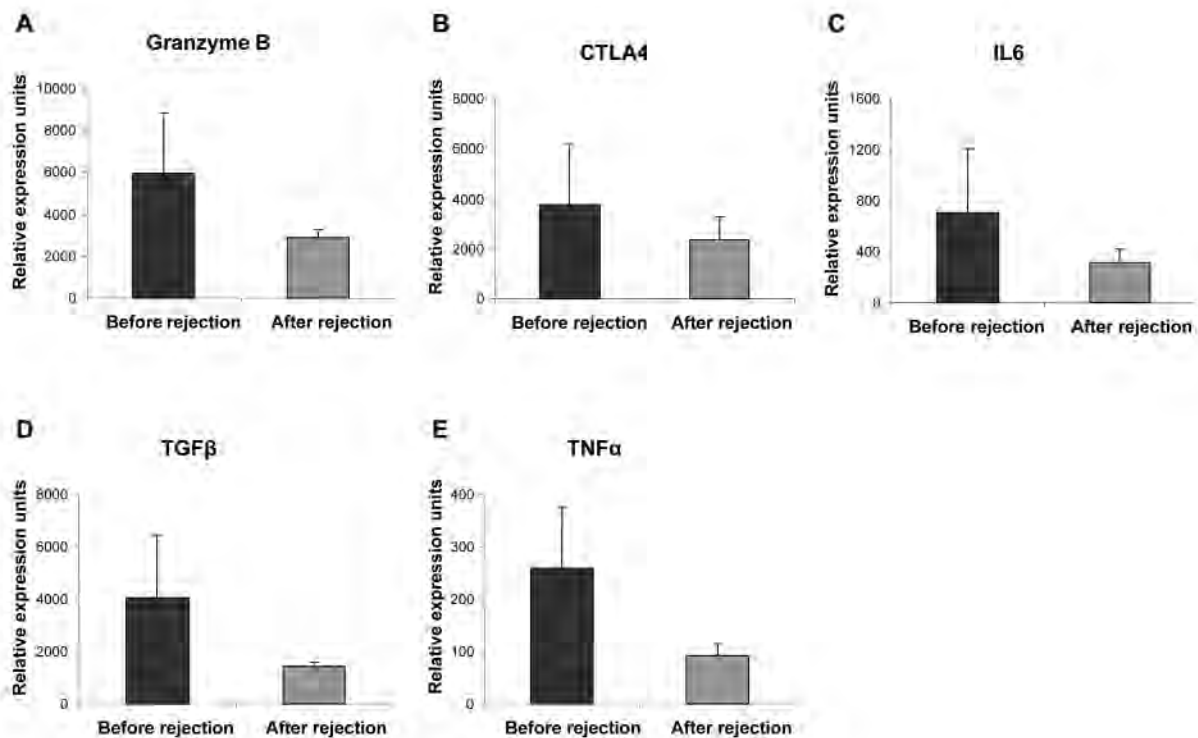 A
Granzyme B
Relative expression units
10000
8000
6000
4000
2000
0
Before rejection After rejection
B
CTLA4
Relative expression units
8000
6000
4000
2000
0
Before rejection After rejection
C
IL6
Relative expression units
1600
1200
800
400
0
Before rejection After rejection
D
TGFβ
Relative expression units
8000
6000
4000
2000
0
Before rejection After rejection
E
TNFα
Relative expression units
400
300
200
100
0
Before rejection After rejection